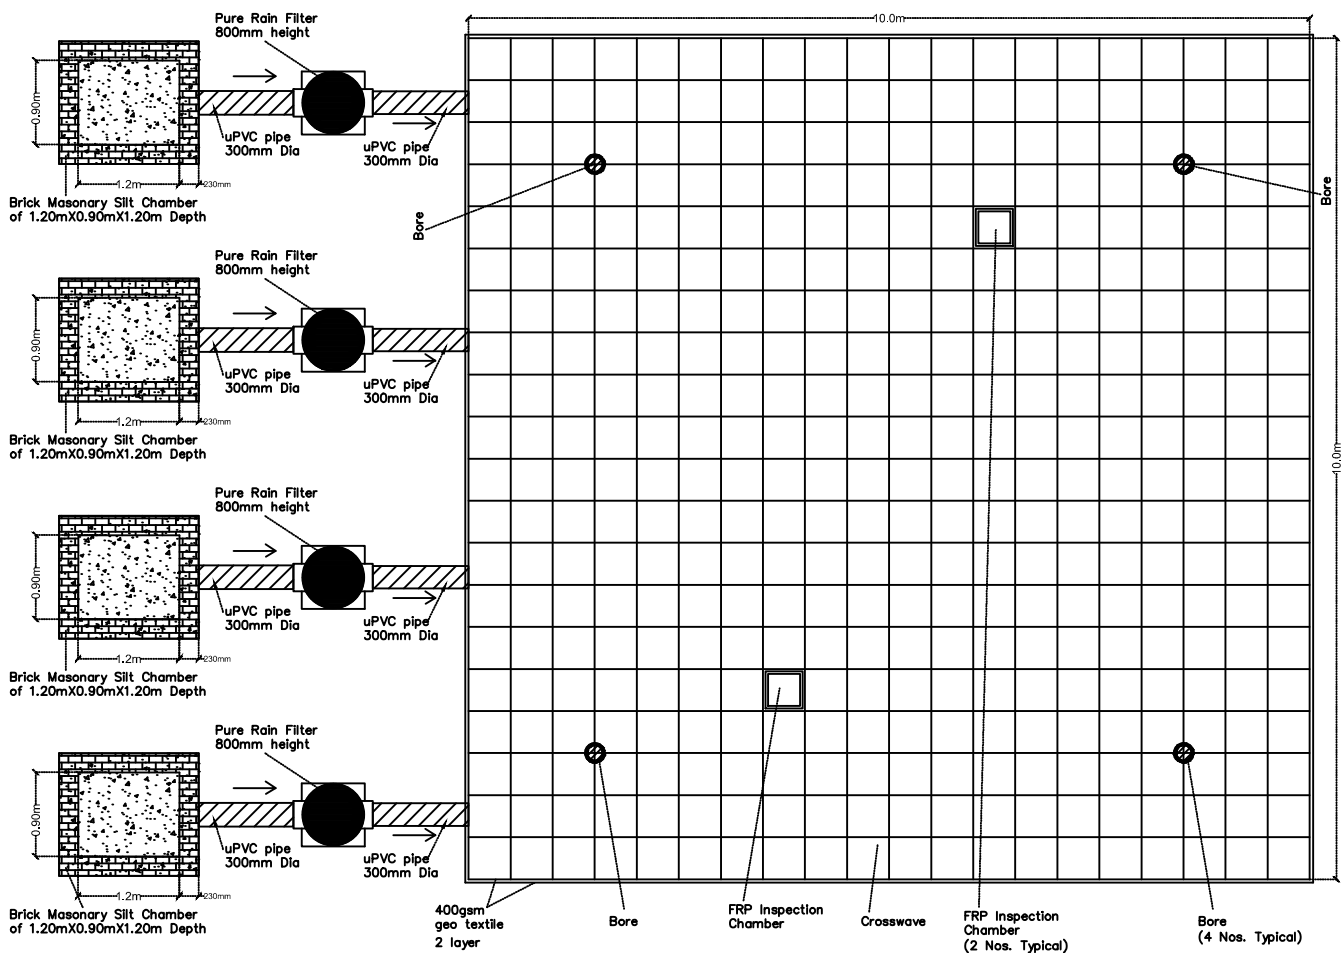 Pure Rain Filter
800mm height
10.0m
0.90m
uPVC pipe
300mm Dia
uPVC pipe
300mm Dia
1.2m
230mm
Brick Masonary Silt Chamber
of 1.20mX0.90mX1.20m Depth
Bore
Bore
Pure Rain Filter
800mm height
0.90m
uPVC pipe
300mm Dia
uPVC pipe
300mm Dia
1.2m
230mm
Brick Masonary Silt Chamber
of 1.20mX0.90mX1.20m Depth
10.0m
Pure Rain Filter
800mm height
0.90m
uPVC pipe
300mm Dia
uPVC pipe
300mm Dia
1.2m
230mm
Brick Masonary Silt Chamber
of 1.20mX0.90mX1.20m Depth
Pure Rain Filter
800mm height
0.90m
uPVC pipe
300mm Dia
uPVC pipe
300mm Dia
1.2m
230mm
Brick Masonary Silt Chamber
of 1.20mX0.90mX1.20m Depth
400gsm
geo textile
2 layer
Bore
FRP Inspection
Chamber
Crosswave
FRP Inspection
Chamber
(2 Nos. Typical)
Bore
(4 Nos. Typical)